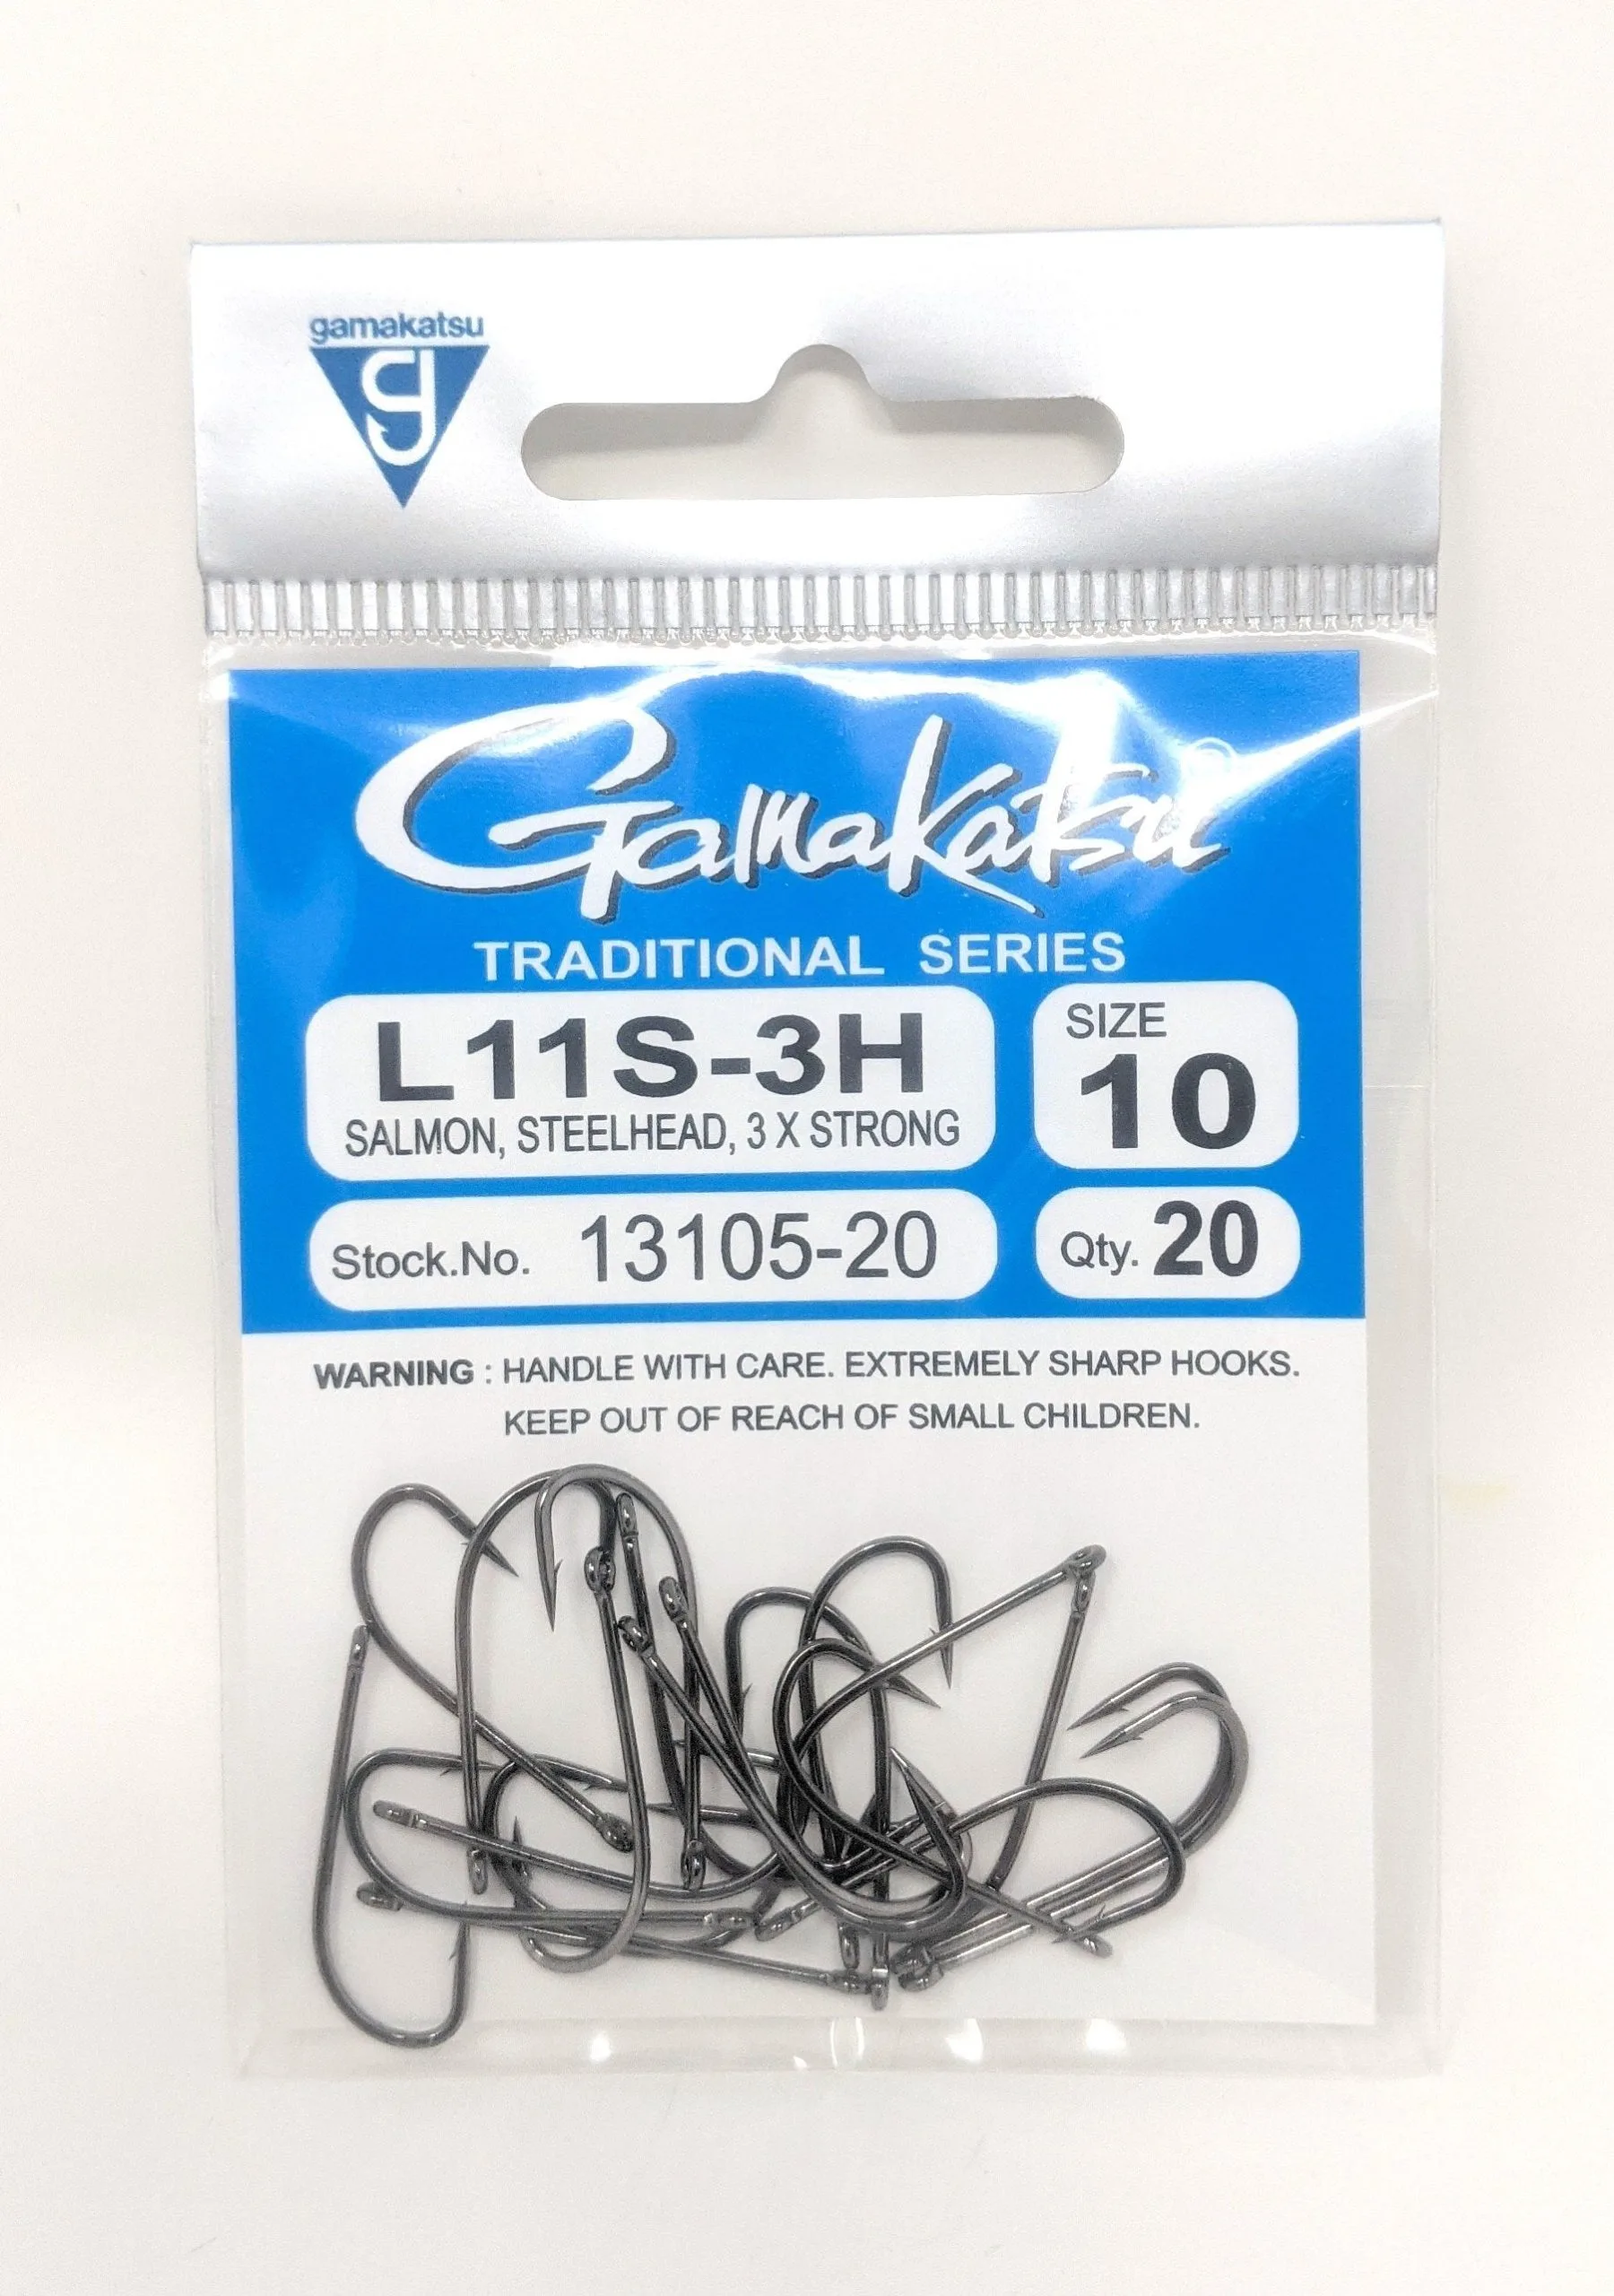 gamakatsu
g
Gamakatsu®
TRADITIONAL SERIES
L11S-3H
SALMON, STEELHEAD, 3 X STRONG
SIZE
10
Stock.No. 13105-20
Qty. 20
WARNING : HANDLE WITH CARE. EXTREMELY SHARP HOOKS.
KEEP OUT OF REACH OF SMALL CHILDREN.